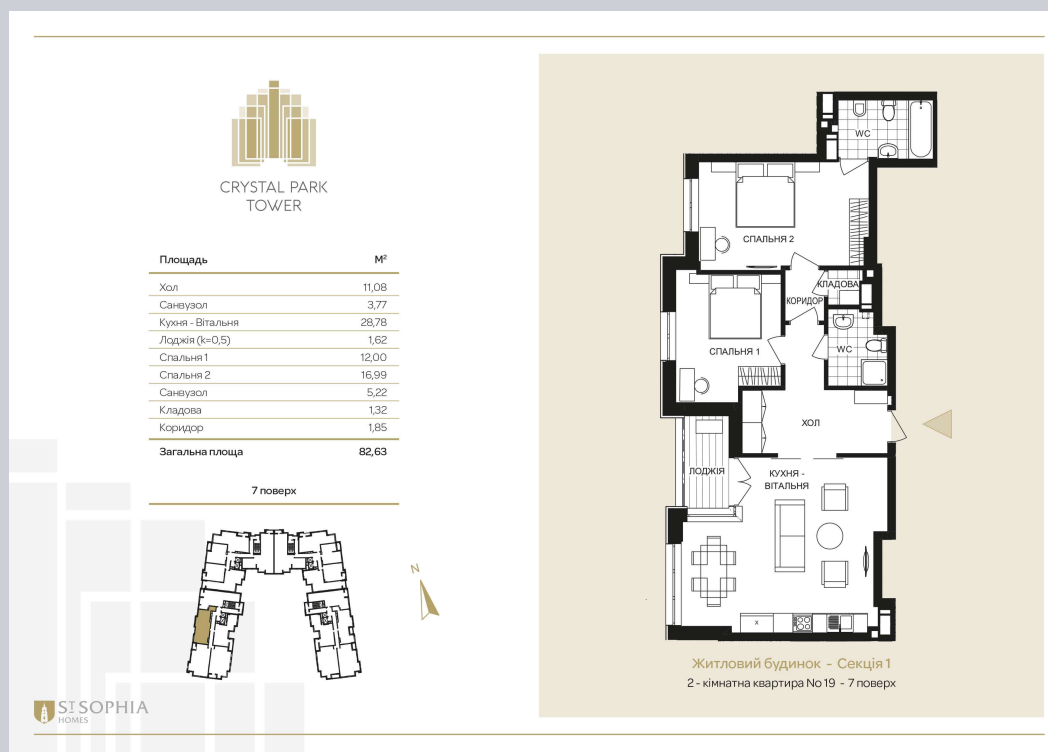 CRYSTAL PARK
TOWER
Площадь М²
Хол 11,08
Санвузол 3,77
Кухня - Вітальня 28,78
Лоджія (k=0,5) 1,62
Спальня 1 12,00
Спальня 2 16,99
Санвузол 5,22
Кладова 1,32
Коридор 1,85
Загальна площа 82,63
7 поверх
N
ST SOPHIA
HOMES
WC
СПАЛЬНЯ 2
КЛАДОВА
КОРИДОР
СПАЛЬНЯ 1
WC
ХОЛ
ЛОДЖІЯ
КУХНЯ -
ВІТАЛЬНЯ
x
Житловий будинок - Секція 1
2 - кімнатна квартира No 19 - 7 поверх